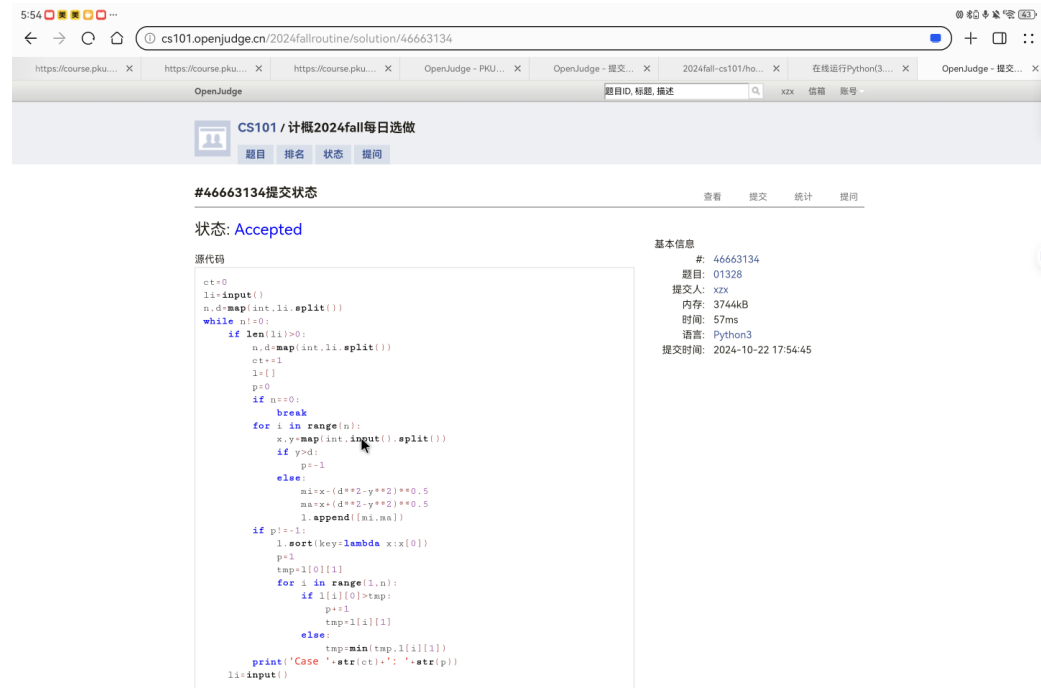 5:54 ...
43
cs101.openjudge.cn/2024fallroutine/solution/46663134
https://course.pku.... × https://course.pku.... × https://course.pku.... × OpenJudge - PKU... × OpenJudge - 提交... × 2024fall-cs101/ho... × 在线运行Python(3.... × OpenJudge - 提交... ×
OpenJudge 题目ID, 标题, 描述 xzx 信箱 账号
CS101 / 计概2024fall每日选做
题目 排名 状态 提问
#46663134提交状态 查看 提交 统计 提问
状态: Accepted
源代码
ct=0
li=input()
n,d=map(int,li.split())
while n!=0:
    if len(li)>0:
        n,d=map(int,li.split())
        ct+=1
        l=[]
        p=0
        if n==0:
            break
        for i in range(n):
            x,y=map(int,input().split())
            if y>d:
                p=-1
            else:
                mi=x-(d**2-y**2)**0.5
                ma=x+(d**2-y**2)**0.5
                l.append([mi,ma])
        if p!=-1:
            l.sort(key=lambda x:x[0])
            p=1
            tmp=l[0][1]
            for i in range(1,n):
                if l[i][0]>tmp:
                    p+=1
                    tmp=l[i][1]
                else:
                    tmp=min(tmp,l[i][1])
        print('Case '+str(ct)+': '+str(p))
    li=input()
基本信息
#: 46663134
题目: 01328
提交人: xzx
内存: 3744kB
时间: 57ms
语言: Python3
提交时间: 2024-10-22 17:54:45